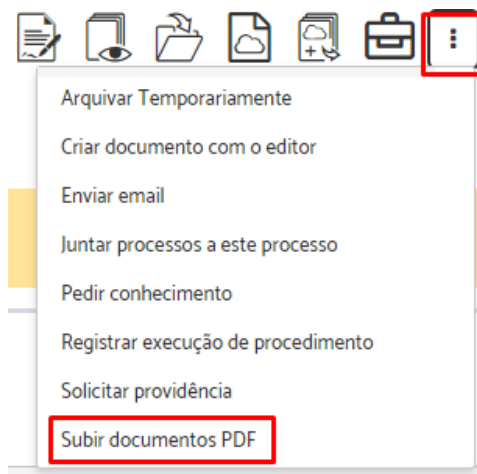 Arquivar Temporariamente
Criar documento com o editor
Enviar email
Juntar processos a este processo
Pedir conhecimento
Registrar execução de procedimento
Solicitar providência
Subir documentos PDF